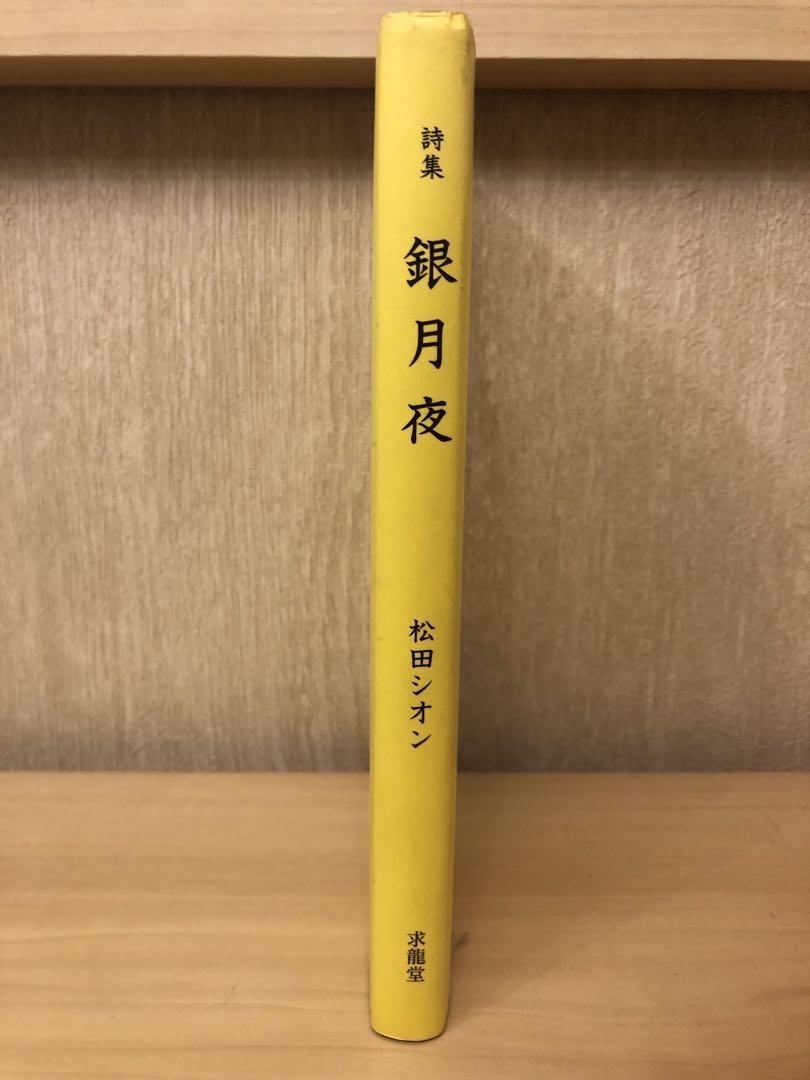 詩集
銀月夜
松田シオン
求龍堂